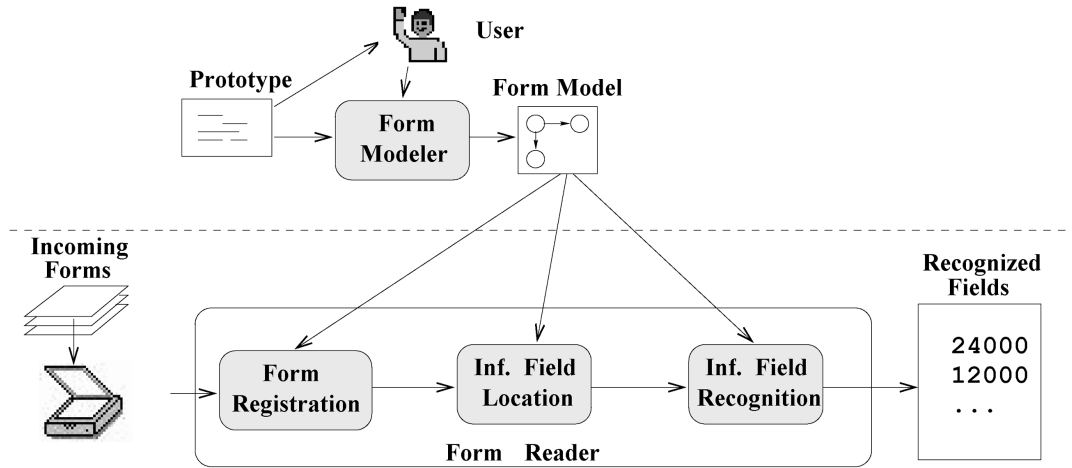 User
Prototype
Form Model
Form
Modeler
Incoming
Forms
Recognized
Fields
24000
12000
...
Form
Registration
Inf. Field
Location
Inf. Field
Recognition
Form Reader